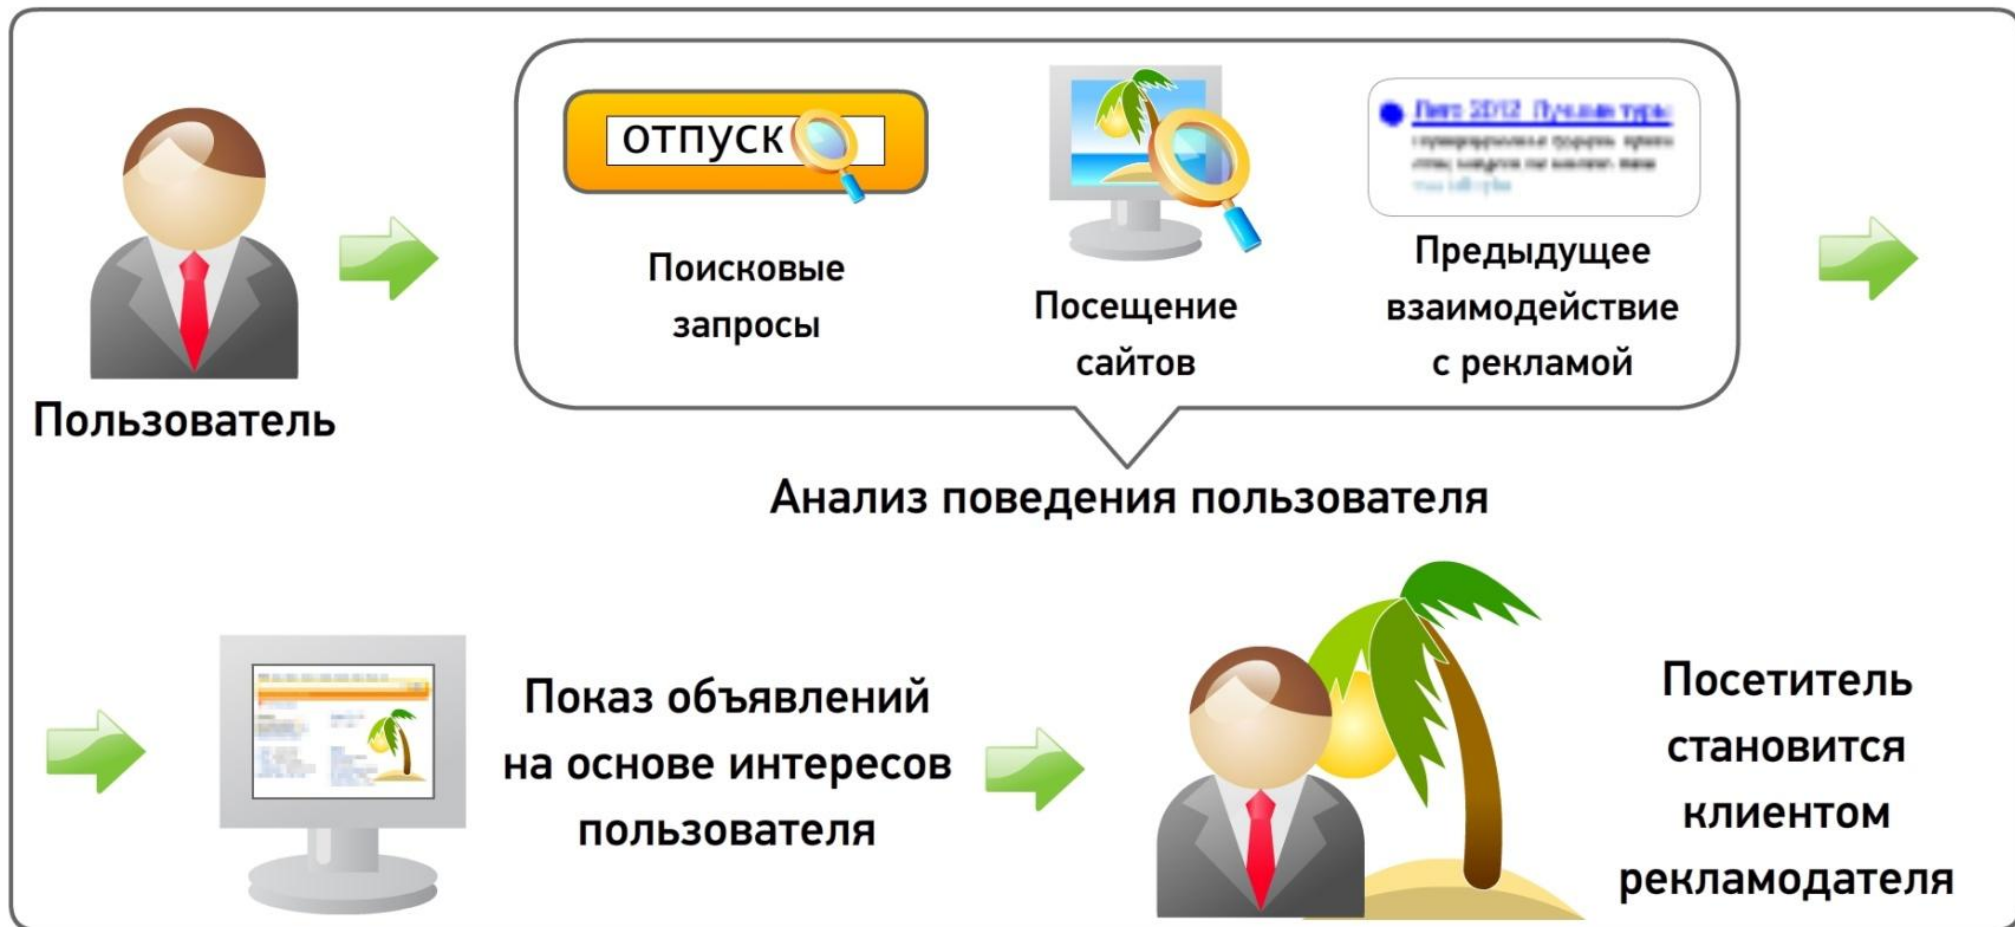 Пользователь
отпуск
Поисковые
запросы
Посещение
сайтов
Предыдущее
взаимодействие
с рекламой
Анализ поведения пользователя
Показ объявлений
на основе интересов
пользователя
Посетитель
становится
клиентом
рекламодателя